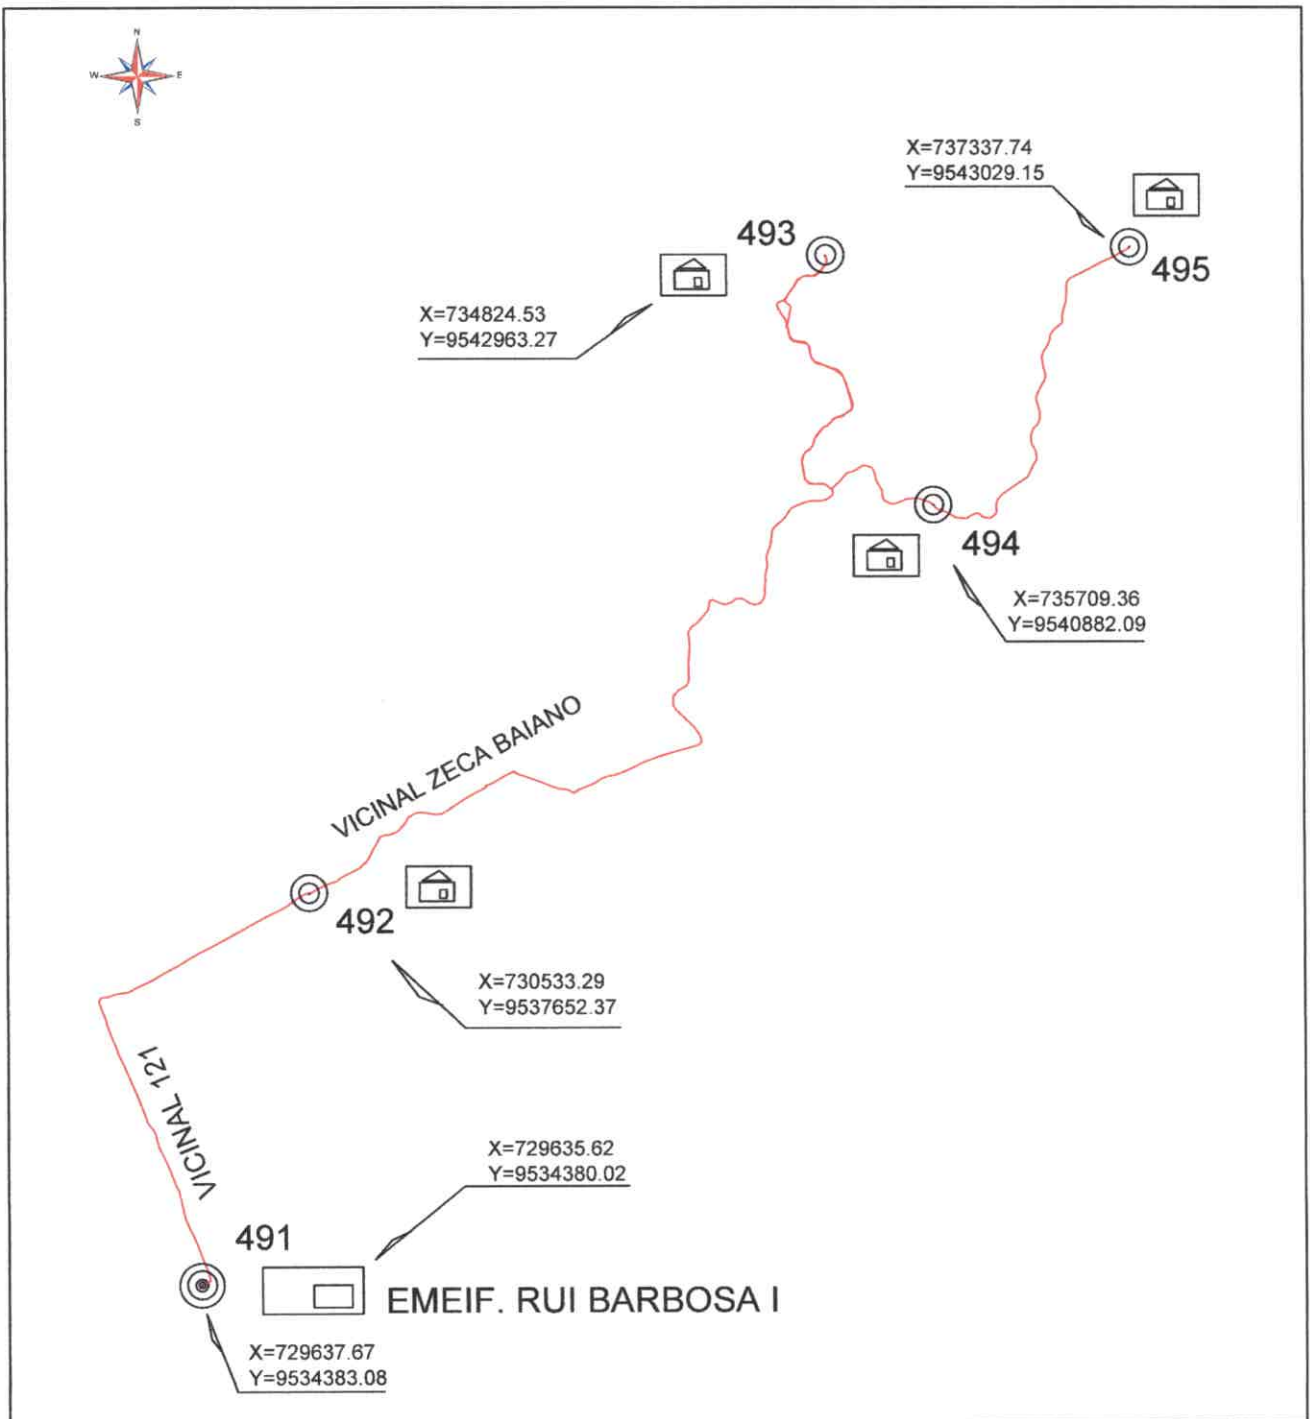 N
W E
S
X=737337.74
Y=9543029.15
493
495
X=734824.53
Y=9542963.27
494
X=735709.36
Y=9540882.09
VICINAL ZECA BAIANO
492
X=730533.29
Y=9537652.37
VICINAL 121
X=729635.62
Y=9534380.02
491
EMEIF. RUI BARBOSA I
X=729637.67
Y=9534383.08